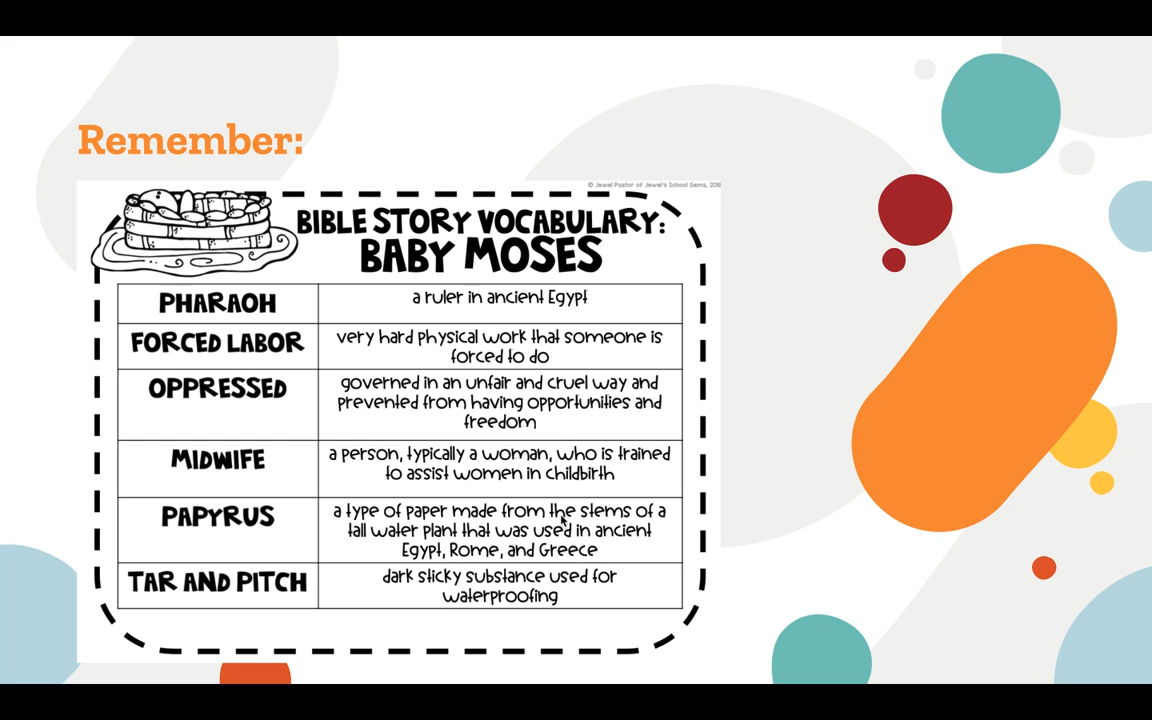 Remember:
© Jewel Pastor of Jewel's School Gems, 201
BIBLE STORY VOCABULARY:
BABY MOSES
PHARAOH
a ruler in ancient Egypt
FORCED LABOR
very hard physical work that someone is
forced to do
OPPRESSED
governed in an unfair and cruel way and
prevented from having opportunities and
freedom
MIDWIFE
a person, typically a woman, who is trained
to assist women in childbirth
PAPYRUS
a type of paper made from the stems of a
tall water plant that was used in ancient
Egypt, Rome, and Greece
TAR AND PITCH
dark sticky substance used for
waterproofing